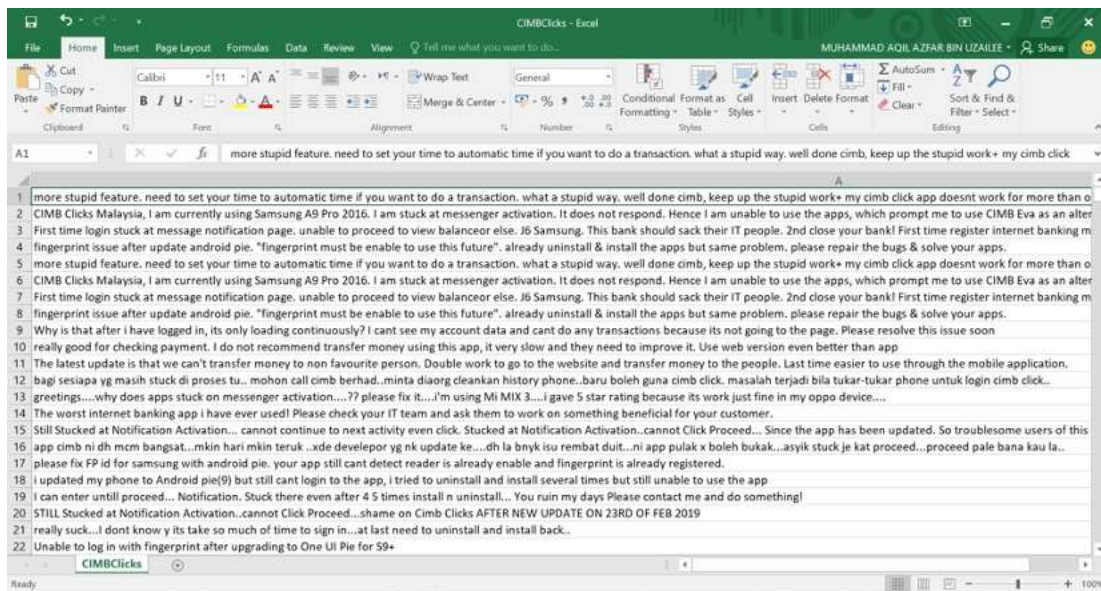 CIMBClicks - Excel
File Home Insert Page Layout Formulas Data Review View Tell me what you want to do... MUHAMMAD AQIL AZFAR BIN UZAILEE Share
Cut
Copy
Format Painter
Paste
Clipboard
Calibri 11
B I U
Font
Wrap Text
Merge & Center
Alignment
General
% ,
Number
Conditional Formatting
Format as Table
Cell Styles
Styles
Insert Delete Format
Cells
AutoSum
Fill
Clear
Sort & Filter
Find & Select
Editing
A1 fx more stupid feature. need to set your time to automatic time if you want to do a transaction. what a stupid way. well done cimb, keep up the stupid work+ my cimb click
A
1 more stupid feature. need to set your time to automatic time if you want to do a transaction. what a stupid way. well done cimb, keep up the stupid work+ my cimb click app doesnt work for more than o
2 CIMB Clicks Malaysia, I am currently using Samsung A9 Pro 2016. I am stuck at messenger activation. It does not respond. Hence I am unable to use the apps, which prompt me to use CIMB Eva as an alter
3 First time login stuck at message notification page. unable to proceed to view balanceor else. J6 Samsung. This bank should sack their IT people. 2nd close your bank! First time register internet banking m
4 fingerprint issue after update android pie. "fingerprint must be enable to use this future". already uninstall & install the apps but same problem. please repair the bugs & solve your apps.
5 more stupid feature. need to set your time to automatic time if you want to do a transaction. what a stupid way. well done cimb, keep up the stupid work+ my cimb click app doesnt work for more than o
6 CIMB Clicks Malaysia, I am currently using Samsung A9 Pro 2016. I am stuck at messenger activation. It does not respond. Hence I am unable to use the apps, which prompt me to use CIMB Eva as an alter
7 First time login stuck at message notification page. unable to proceed to view balanceor else. J6 Samsung. This bank should sack their IT people. 2nd close your bank! First time register internet banking m
8 fingerprint issue after update android pie. "fingerprint must be enable to use this future". already uninstall & install the apps but same problem. please repair the bugs & solve your apps.
9 Why is that after i have logged in, its only loading continuously? I cant see my account data and cant do any transactions because its not going to the page. Please resolve this issue soon
10 really good for checking payment. I do not recommend transfer money using this app, it very slow and they need to improve it. Use web version even better than app
11 The latest update is that we can't transfer money to non favourite person. Double work to go to the website and transfer money to the people. Last time easier to use through the mobile application.
12 bagi sesiapa yg masih stuck di proses tu.. mohon call cimb berhad..minta diaorg cleankan history phone..baru boleh guna cimb click. masalah terjadi bila tukar-tukar phone untuk login cimb click..
13 greetings....why does apps stuck on messenger activation....?? please fix it....i'm using Mi MIX 3....i gave 5 star rating because its work just fine in my oppo device....
14 The worst internet banking app i have ever used! Please check your IT team and ask them to work on something beneficial for your customer.
15 Still Stucked at Notification Activation... cannot continue to next activity even click. Stucked at Notification Activation..cannot Click Proceed... Since the app has been updated. So troublesome users of this
16 app cimb ni dh mcm bangsat...mkin hari mkin teruk ..xde develepor yg nk update ke....dh la bnyk isu rembat duit...ni app pulak x boleh bukak...asyik stuck je kat proceed...proceed pale bana kau la..
17 please fix FP id for samsung with android pie. your app still cant detect reader is already enable and fingerprint is already registered.
18 i updated my phone to Android pie(9) but still cant login to the app, i tried to uninstall and install several times but still unable to use the app
19 I can enter untill proceed... Notification. Stuck there even after 4 5 times install n uninstall... You ruin my days Please contact me and do something!
20 STILL Stucked at Notification Activation..cannot Click Proceed...shame on Cimb Clicks AFTER NEW UPDATE ON 23RD OF FEB 2019
21 really suck...I dont know y its take so much of time to sign in...at last need to uninstall and install back..
22 Unable to log in with fingerprint after upgrading to One UI Pie for S9+
CIMBClicks
Ready 100%